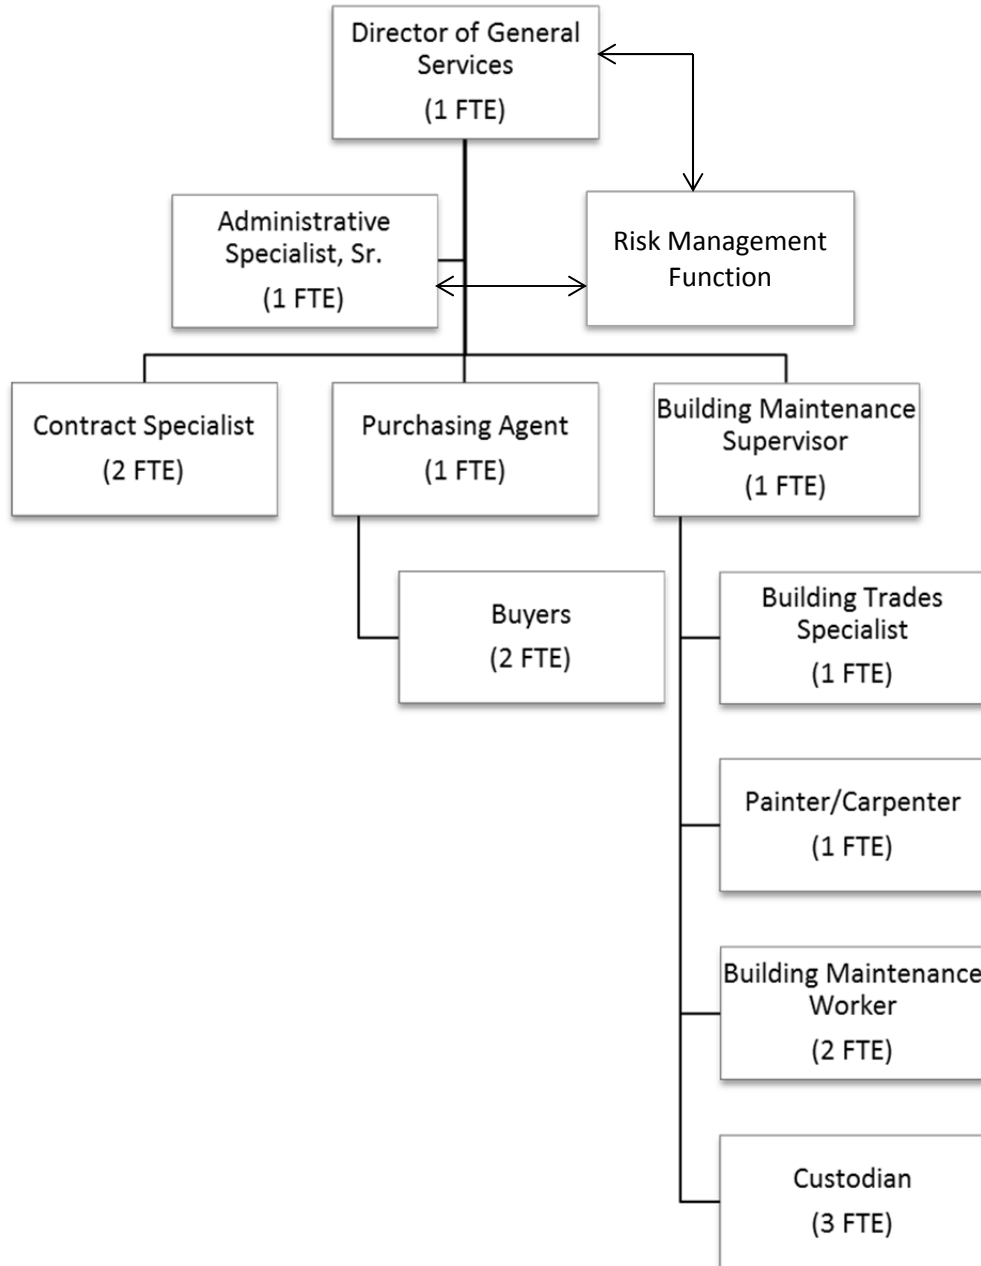 Director of General
Services
(1 FTE)
Administrative
Specialist, Sr.
(1 FTE)
Risk Management
Function
Contract Specialist
(2 FTE)
Purchasing Agent
(1 FTE)
Building Maintenance
Supervisor
(1 FTE)
Buyers
(2 FTE)
Building Trades
Specialist
(1 FTE)
Painter/Carpenter
(1 FTE)
Building Maintenance
Worker
(2 FTE)
Custodian
(3 FTE)